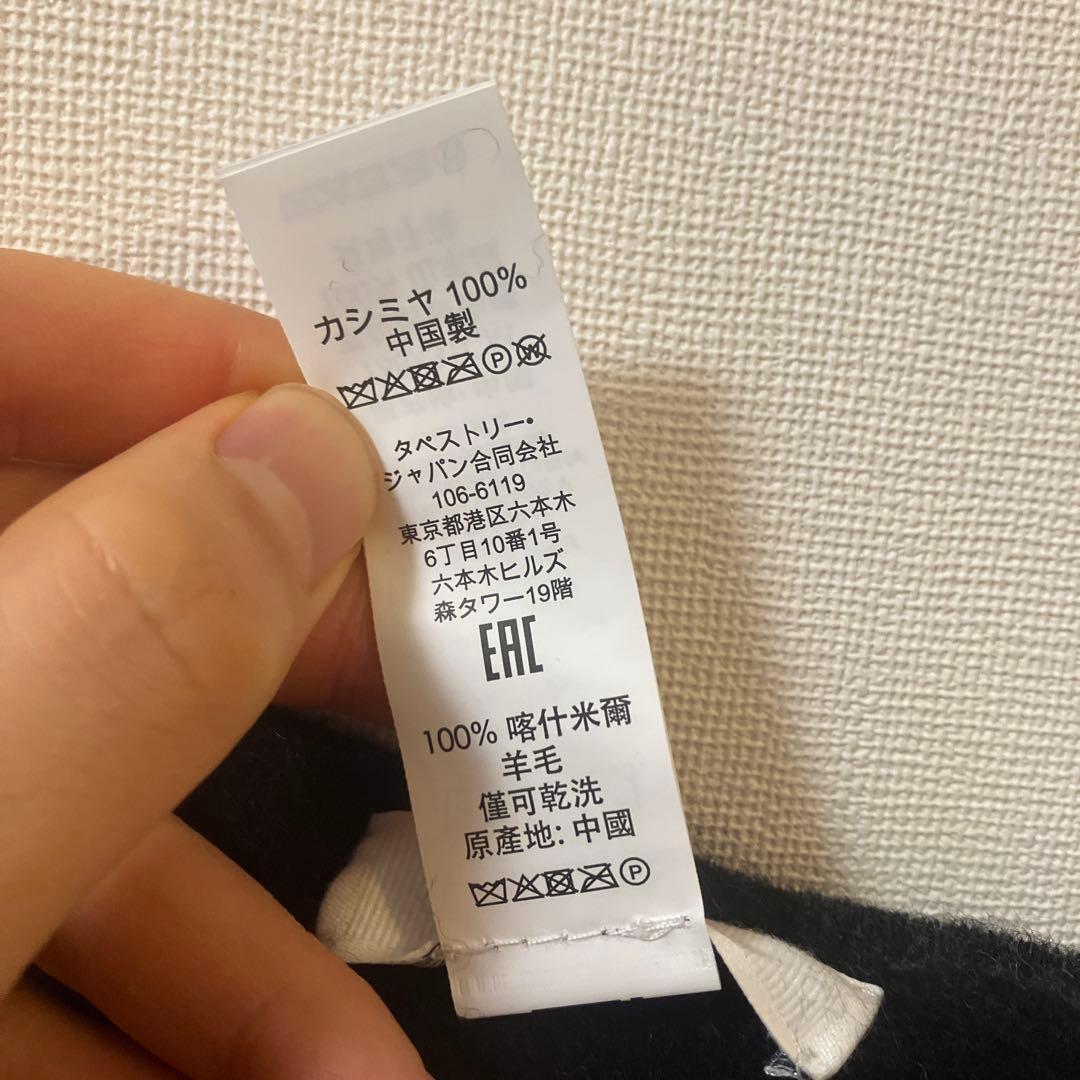 カシミヤ 100%
中国製
P W
タペストリー・
ジャパン合同会社
106-6119
東京都港区六本木
6丁目10番1号
六本木ヒルズ
森タワー19階
EAC
100% 喀什米爾
羊毛
僅可乾洗
原產地: 中國
P